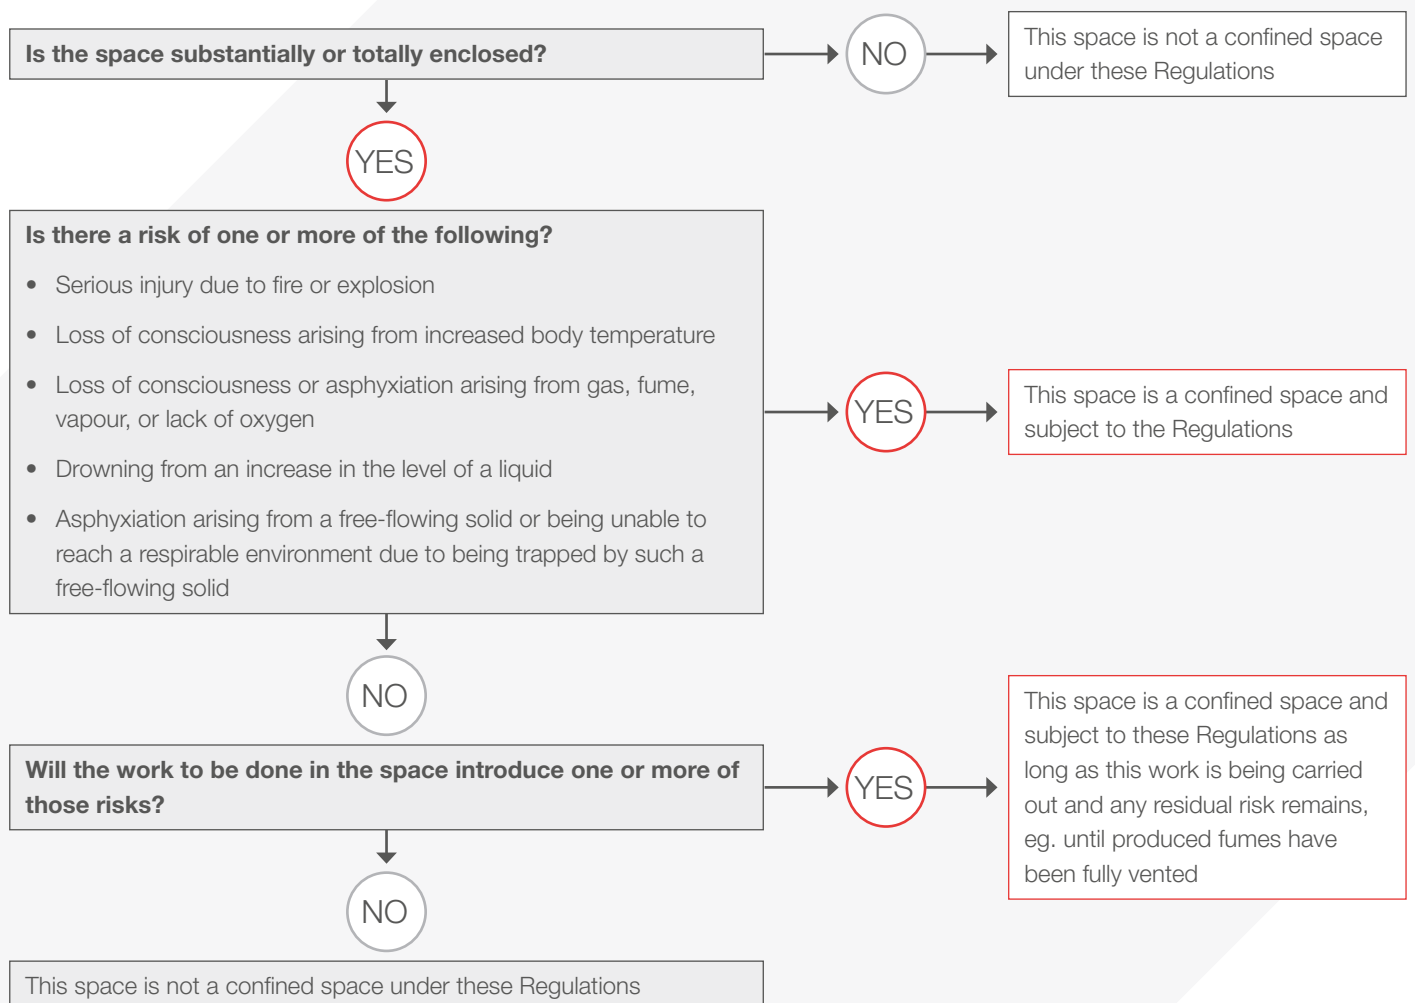 Is the space substantially or totally enclosed?
NO
This space is not a confined space
under these Regulations
YES
Is there a risk of one or more of the following?
• Serious injury due to fire or explosion
• Loss of consciousness arising from increased body temperature
• Loss of consciousness or asphyxiation arising from gas, fume,
vapour, or lack of oxygen
• Drowning from an increase in the level of a liquid
• Asphyxiation arising from a free-flowing solid or being unable to
reach a respirable environment due to being trapped by such a
free-flowing solid
YES
This space is a confined space and
subject to the Regulations
NO
Will the work to be done in the space introduce one or more of
those risks?
YES
This space is a confined space and
subject to these Regulations as
long as this work is being carried
out and any residual risk remains,
eg. until produced fumes have
been fully vented
NO
This space is not a confined space under these Regulations